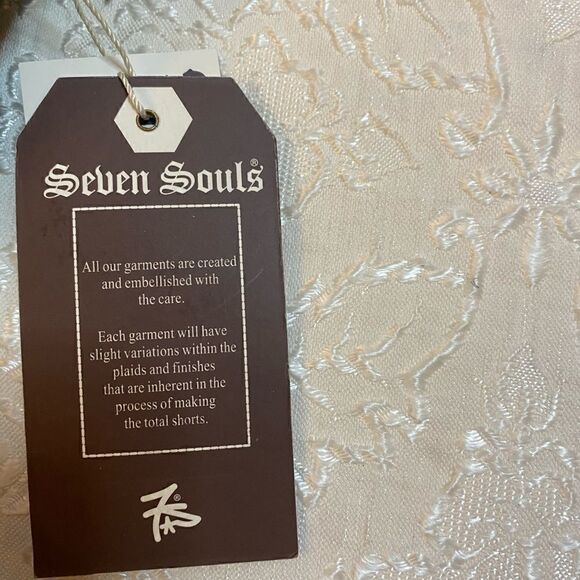 Seven Souls®
All our garments are created
and embellished with
the care.
Each garment will have
slight variations within the
plaids and finishes
that are inherent in the
process of making
the total shorts.